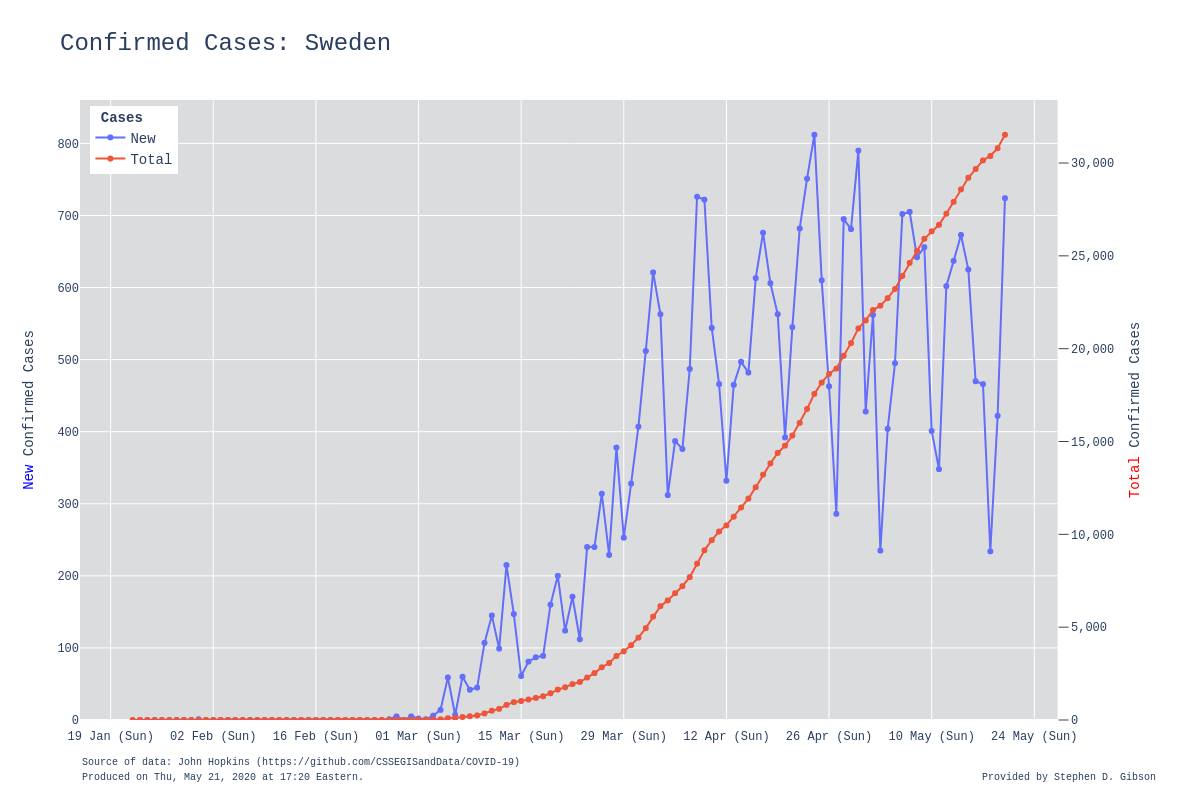 Confirmed Cases: Sweden
Cases
New
Total
800
700
600
500
400
300
200
100
0
New Confirmed Cases
30,000
25,000
20,000
15,000
10,000
5,000
0
Total Confirmed Cases
19 Jan (Sun) 02 Feb (Sun) 16 Feb (Sun) 01 Mar (Sun) 15 Mar (Sun) 29 Mar (Sun) 12 Apr (Sun) 26 Apr (Sun) 10 May (Sun) 24 May (Sun)
Source of data: John Hopkins (https://github.com/CSSEGISandData/COVID-19)
Produced on Thu, May 21, 2020 at 17:20 Eastern.
Provided by Stephen D. Gibson